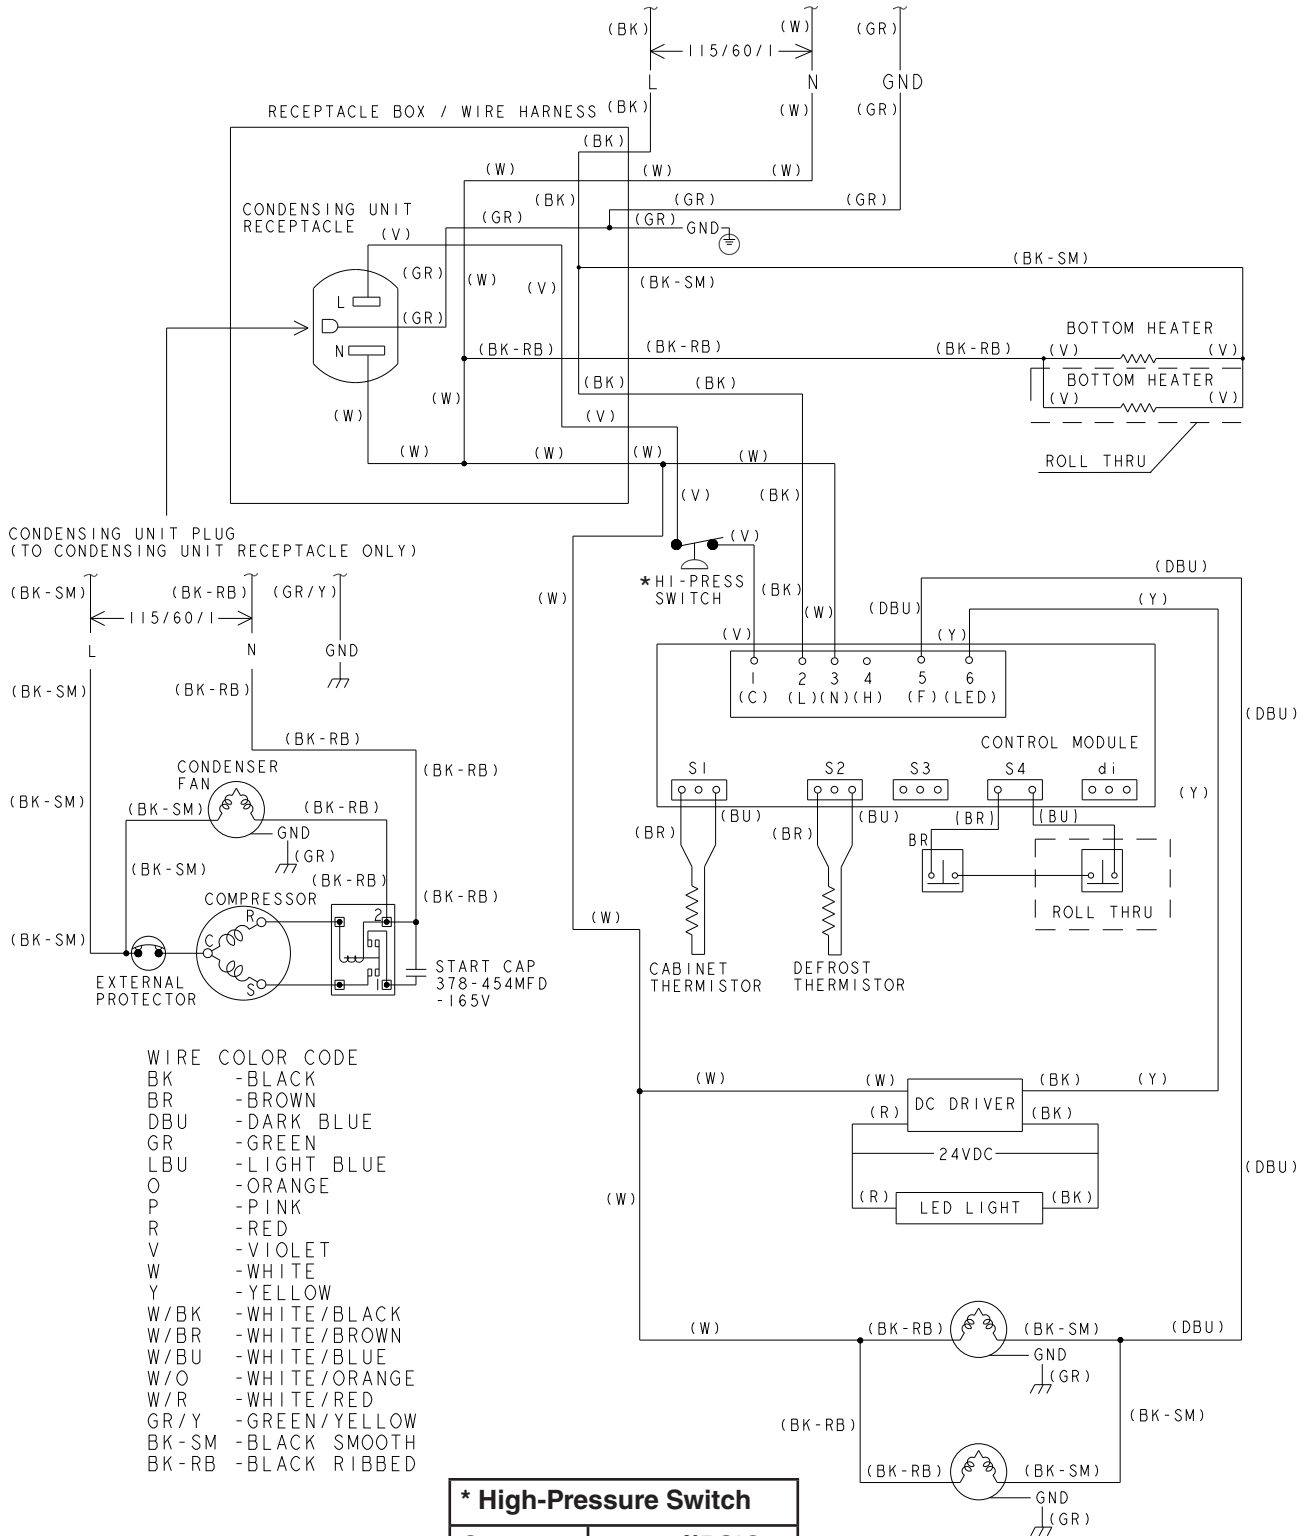 (BK)
(W)
(GR)
115/60/1
L
N
GND
RECEPTACLE BOX / WIRE HARNESS
(BK)
(W)
(GR)
(BK)
(W)
(W)
(W)
(BK)
(GR)
(GR)
CONDENSING UNIT
RECEPTACLE
(GR)
(GR)
GND
(V)
(BK-SM)
(GR)
(W)
(V)
(BK-SM)
L
(GR)
BOTTOM HEATER
N
(BK-RB)
(BK-RB)
(BK-RB)
(V)
(V)
BOTTOM HEATER
(BK)
(BK)
(V)
(V)
(W)
(W)
(V)
(W)
(W)
(W)
(W)
ROLL THRU
(V)
(BK)
CONDENSING UNIT PLUG
(TO CONDENSING UNIT RECEPTACLE ONLY)
(V)
(BK-SM)
(BK-RB)
(GR/Y)
*HI-PRESS
SWITCH
(DBU)
(BK)
(W)
(W)
(DBU)
(Y)
115/60/1
(V)
(Y)
L
N
GND
1
2
3
4
5
6
(C)
(L)
(N)
(H)
(F)
(LED)
(BK-SM)
(BK-RB)
(DBU)
(BK-RB)
CONTROL MODULE
CONDENSER
FAN
(BK-RB)
S1
S2
S3
S4
di
(Y)
(BK-SM)
(BK-SM)
(BK-RB)
(BU)
(BU)
(BR)
(BU)
GND
(BR)
(BR)
BR
(GR)
(BK-SM)
(BK-RB)
COMPRESSOR
(BK-RB)
R
2
(W)
ROLL THRU
(BK-SM)
C
EXTERNAL
PROTECTOR
S
1
START CAP
378-454MFD
-165V
CABINET
THERMISTOR
DEFROST
THERMISTOR
WIRE COLOR CODE
BK -BLACK
BR -BROWN
DBU -DARK BLUE
GR -GREEN
LBU -LIGHT BLUE
O -ORANGE
P -PINK
R -RED
V -VIOLET
W -WHITE
Y -YELLOW
W/BK -WHITE/BLACK
W/BR -WHITE/BROWN
W/BU -WHITE/BLUE
W/O -WHITE/ORANGE
W/R -WHITE/RED
GR/Y -GREEN/YELLOW
BK-SM -BLACK SMOOTH
BK-RB -BLACK RIBBED
(W)
(W)
(BK)
(Y)
DC DRIVER
(R)
(BK)
24VDC
(DBU)
(W)
(R)
LED LIGHT
(BK)
(W)
(BK-RB)
(BK-SM)
(DBU)
GND
(GR)
(BK-RB)
(BK-SM)
(BK-RB)
(BK-SM)
GND
(GR)
* High-Pressure Switch